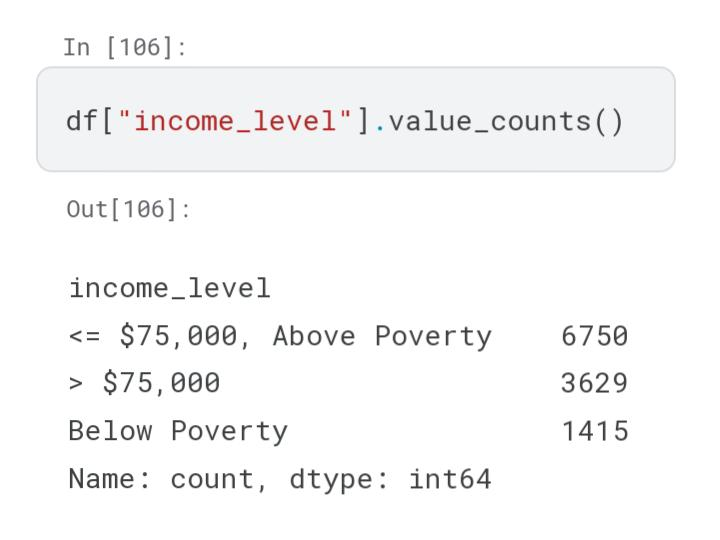 In [106]:
df["income_level"].value_counts()
Out[106]:
income_level
<= $75,000, Above Poverty    6750
> $75,000                    3629
Below Poverty                1415
Name: count, dtype: int64